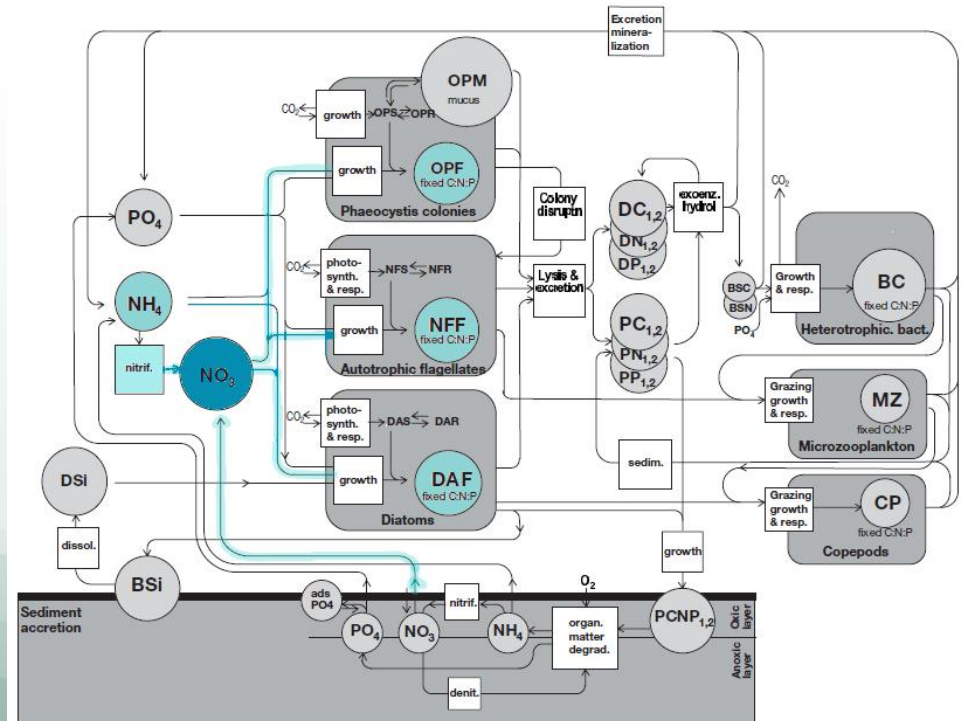 Excretion
minera-
lization
OPM
mucus
CO2
growth
OPS
OPR
growth
OPF
fixed C:N:P
Phaeocystis colonies
Colony
disruptn
PO4
NH4
nitrif.
NO3
CO2
photo-
synth.
& resp.
NFS
NFR
growth
NFF
fixed C:N:P
Autotrophic flagellates
Lysis &
excretion
DC1,2
DN1,2
DP1,2
exoenz.
hydrol
PC1,2
PN1,2
PP1,2
CO2
BSC
BSN
PO4
Growth
& resp.
BC
fixed C:N:P
Heterotrophic. bact.
Grazing
growth
& resp.
MZ
fixed C:N:P
Microzooplankton
CO2
photo-
synth.
& resp.
DAS
DAR
growth
DAF
fixed C:N:P
Diatoms
sedim.
Grazing
growth
& resp.
CP
fixed C:N:P
Copepods
DSi
dissol.
BSi
growth
Sediment
accretion
ads
PO4
PO4
NO3
nitrif.
NH4
O2
organ.
matter
degrad.
PCNP1,2
denit.
Oxic
layer
Anoxic
layer